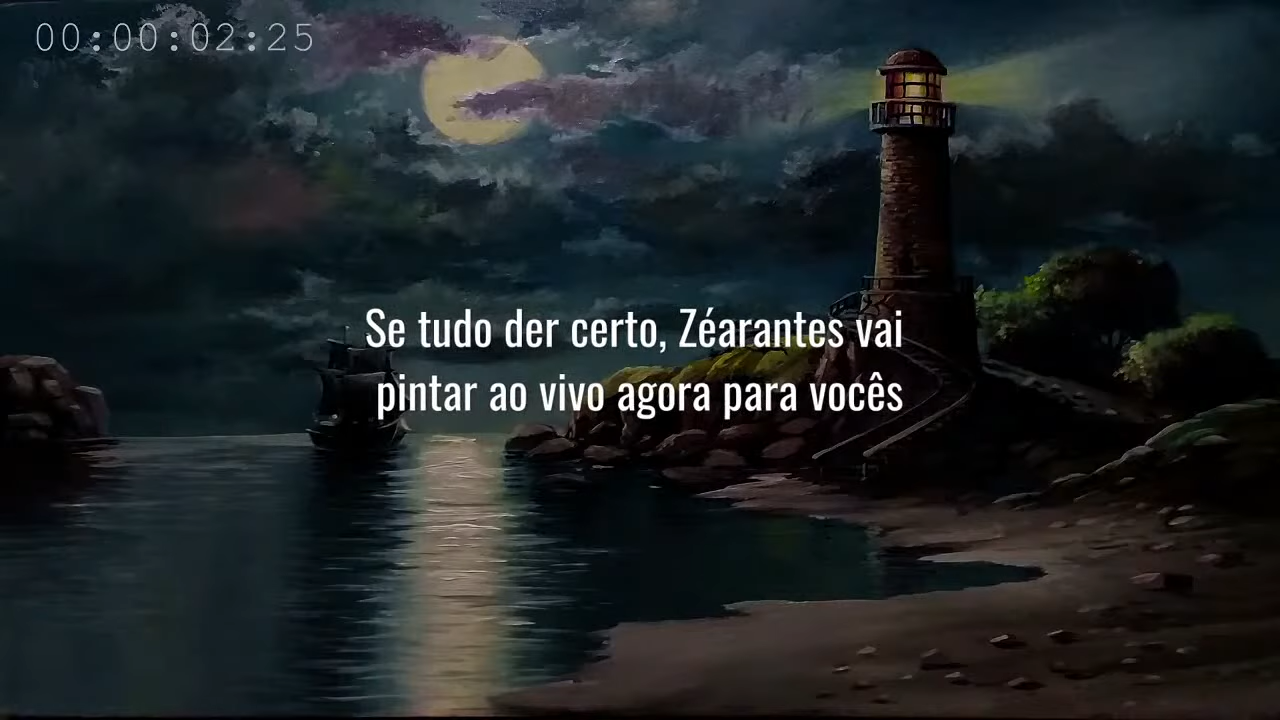 00:00:02:25
Se tudo der certo, Zéarantes vai
pintar ao vivo agora para vocês